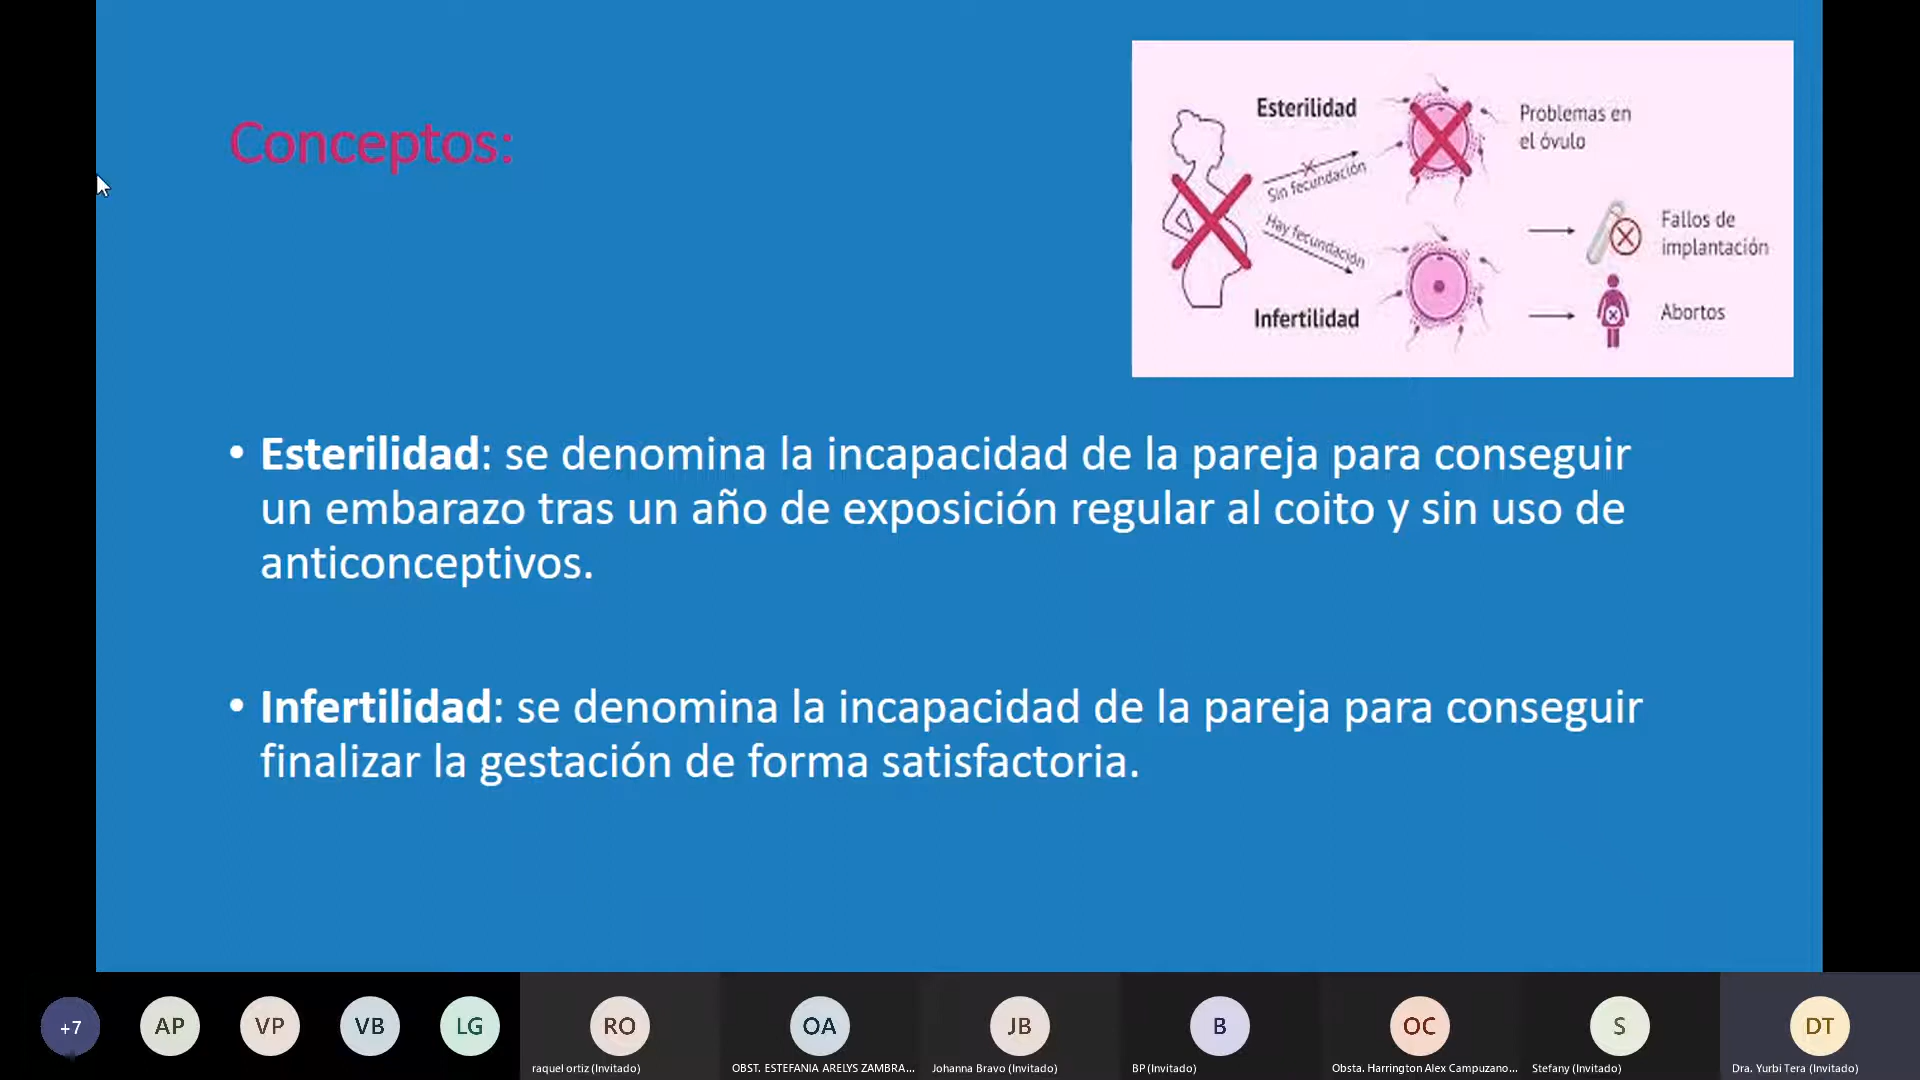 Conceptos:
Esterilidad
Sin fecundación
Problemas en
el óvulo
Hay fecundación
Fallos de
implantación
Infertilidad
Abortos
• Esterilidad: se denomina la incapacidad de la pareja para conseguir
un embarazo tras un año de exposición regular al coito y sin uso de
anticonceptivos.
• Infertilidad: se denomina la incapacidad de la pareja para conseguir
finalizar la gestación de forma satisfactoria.
+7
AP
VP
VB
LG
RO
OA
JB
B
OC
S
DT
raquel ortiz (Invitado)
OBST. ESTEFANIA ARELYS ZAMBRA...
Johanna Bravo (Invitado)
BP (Invitado)
Obsta. Harrington Alex Campuzano...
Stefany (Invitado)
Dra. Yurbi Tera (Invitado)